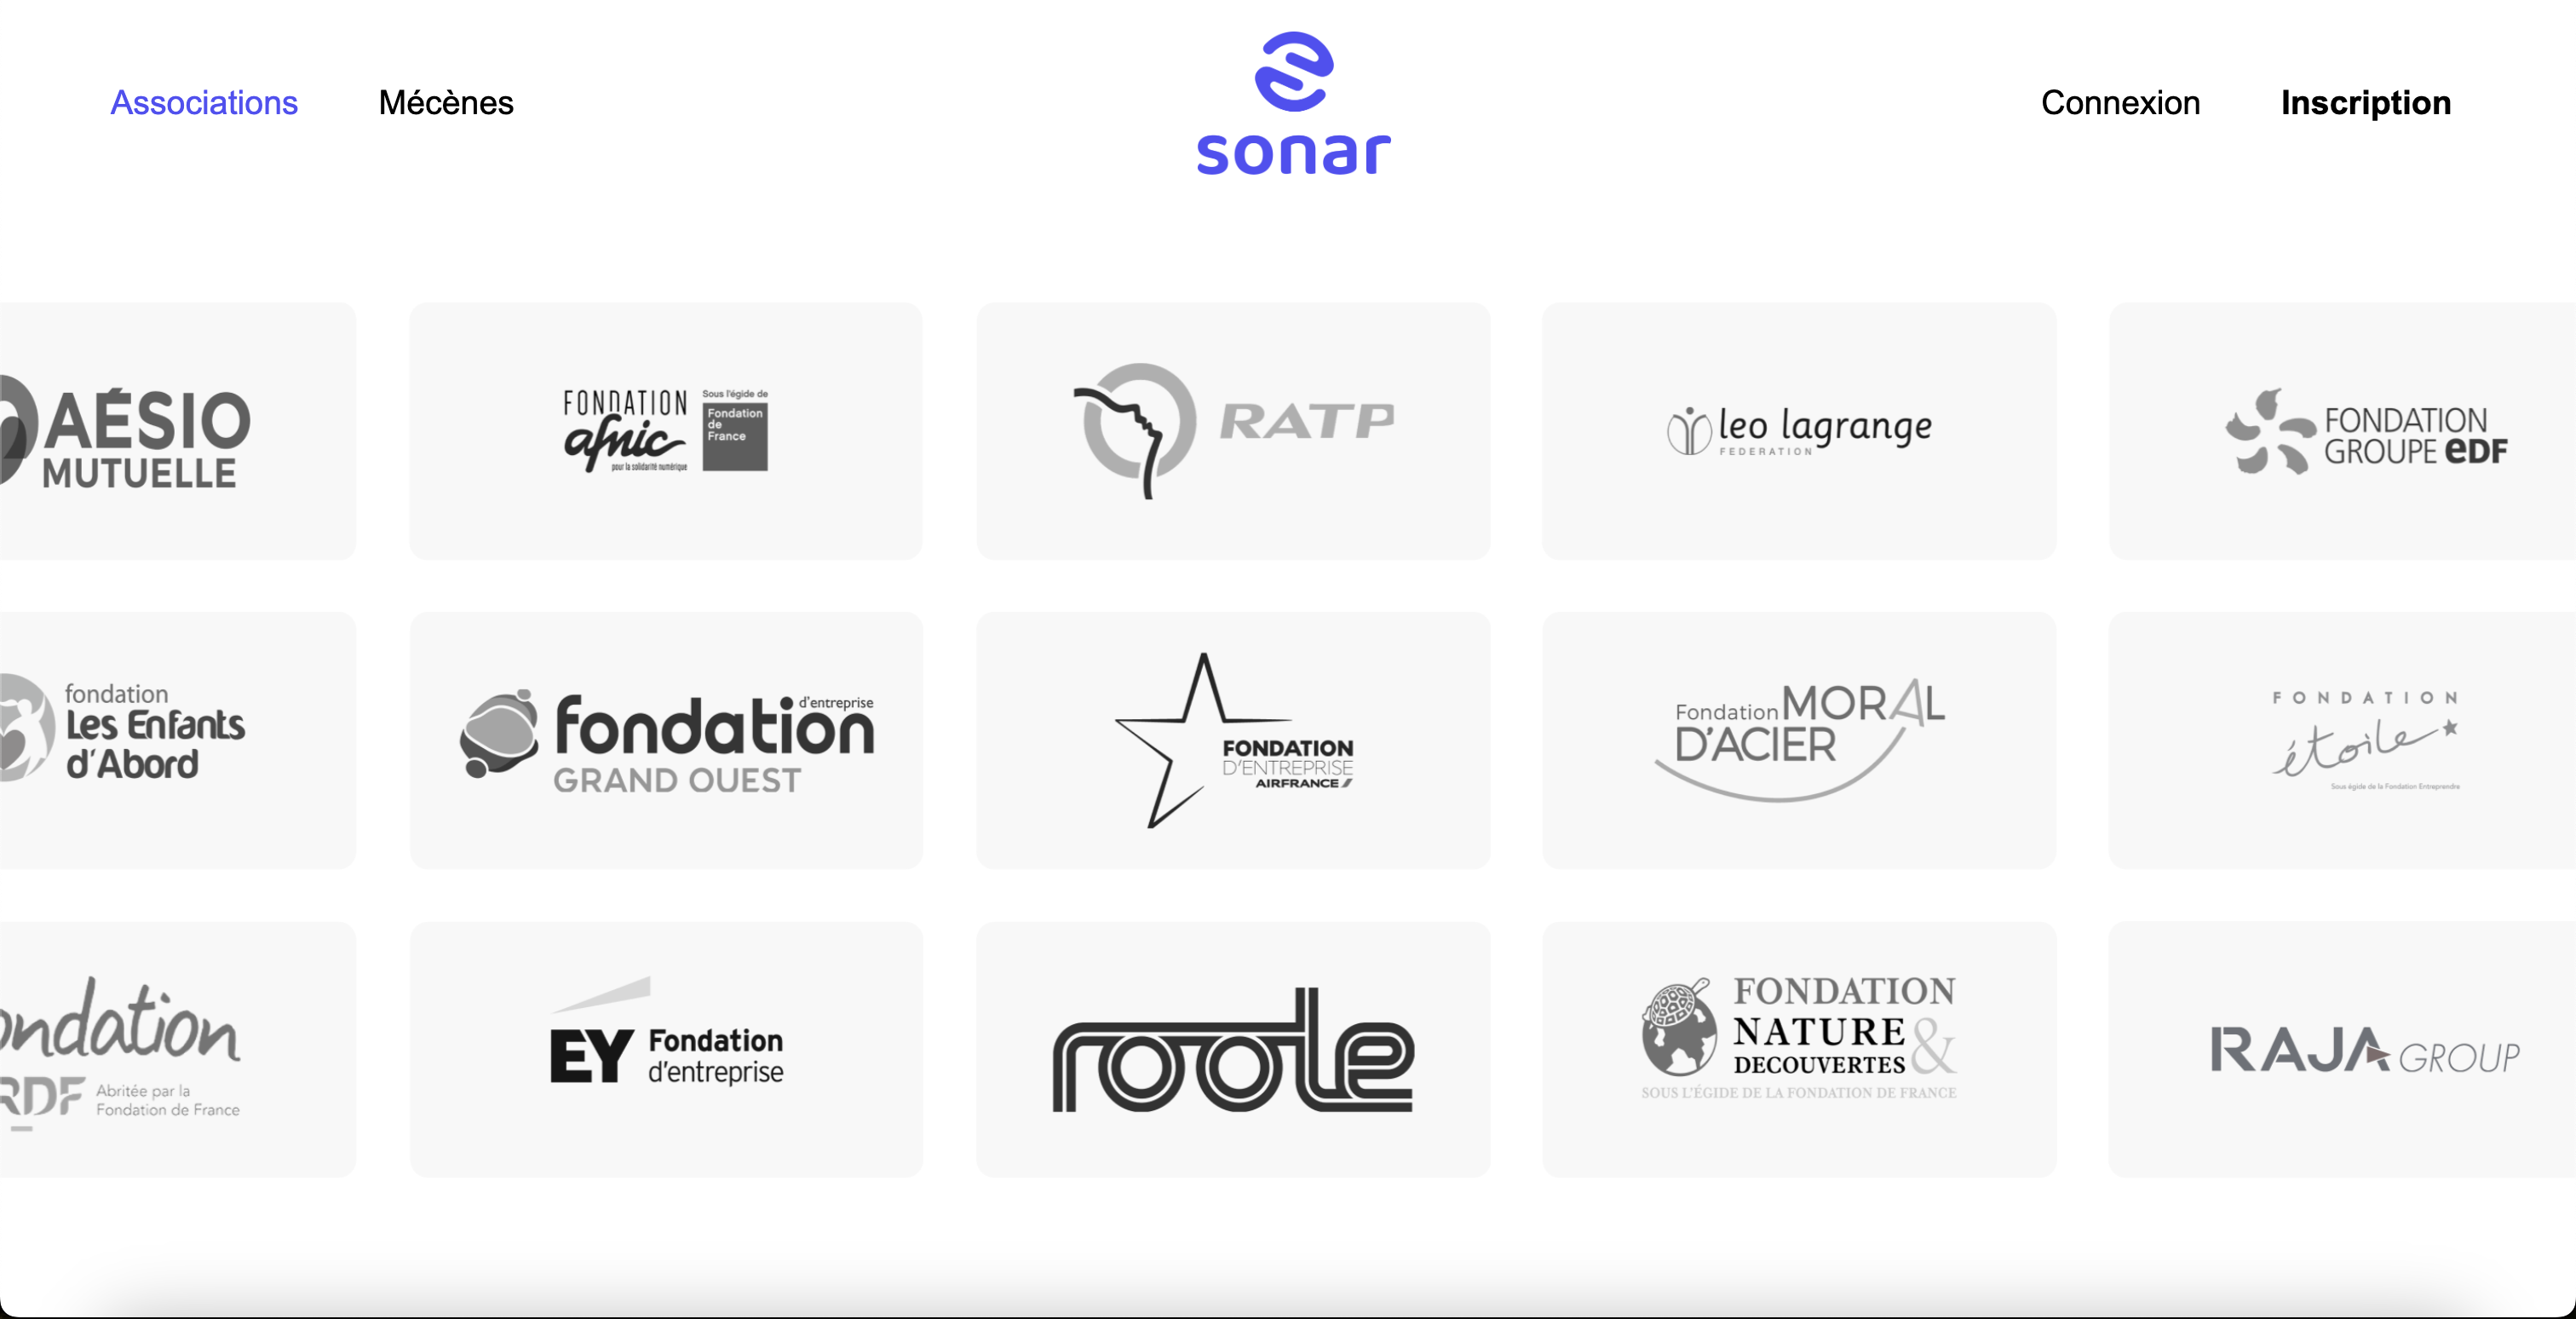 Associations
Mécènes
sonar
Connexion
Inscription
AÉSIO
MUTUELLE
FONDATION
afnic
pour la solidarité numérique
Sous l'égide de
Fondation
de
France
RATP
leo lagrange
FEDERATION
FONDATION
GROUPE eDF
fondation
Les Enfants
d'Abord
fondation d'entreprise
GRAND OUEST
FONDATION
D'ENTREPRISE
AIRFRANCE
Fondation MORAL
D'ACIER
FONDATION
étoile
Sous égide de la Fondation Entreprendre
ondation
RDF
Abritée par la
Fondation de France
EY
Fondation
d'entreprise
roole
FONDATION
NATURE &
DECOUVERTES
SOUS L'ÉGIDE DE LA FONDATION DE FRANCE
RAJA GROUP